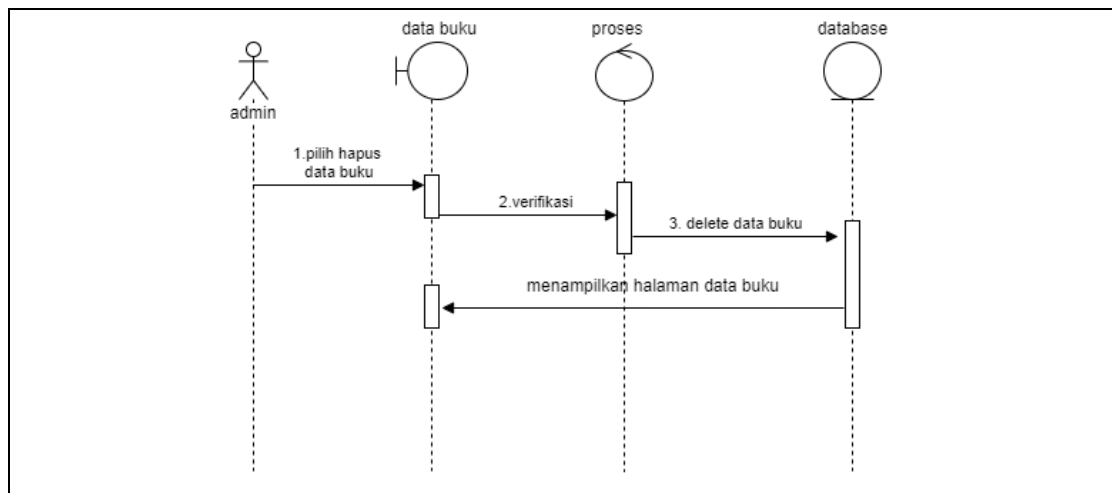 data buku
proses
database
admin
1.pilih hapus
data buku
2.verifikasi
3. delete data buku
menampilkan halaman data buku